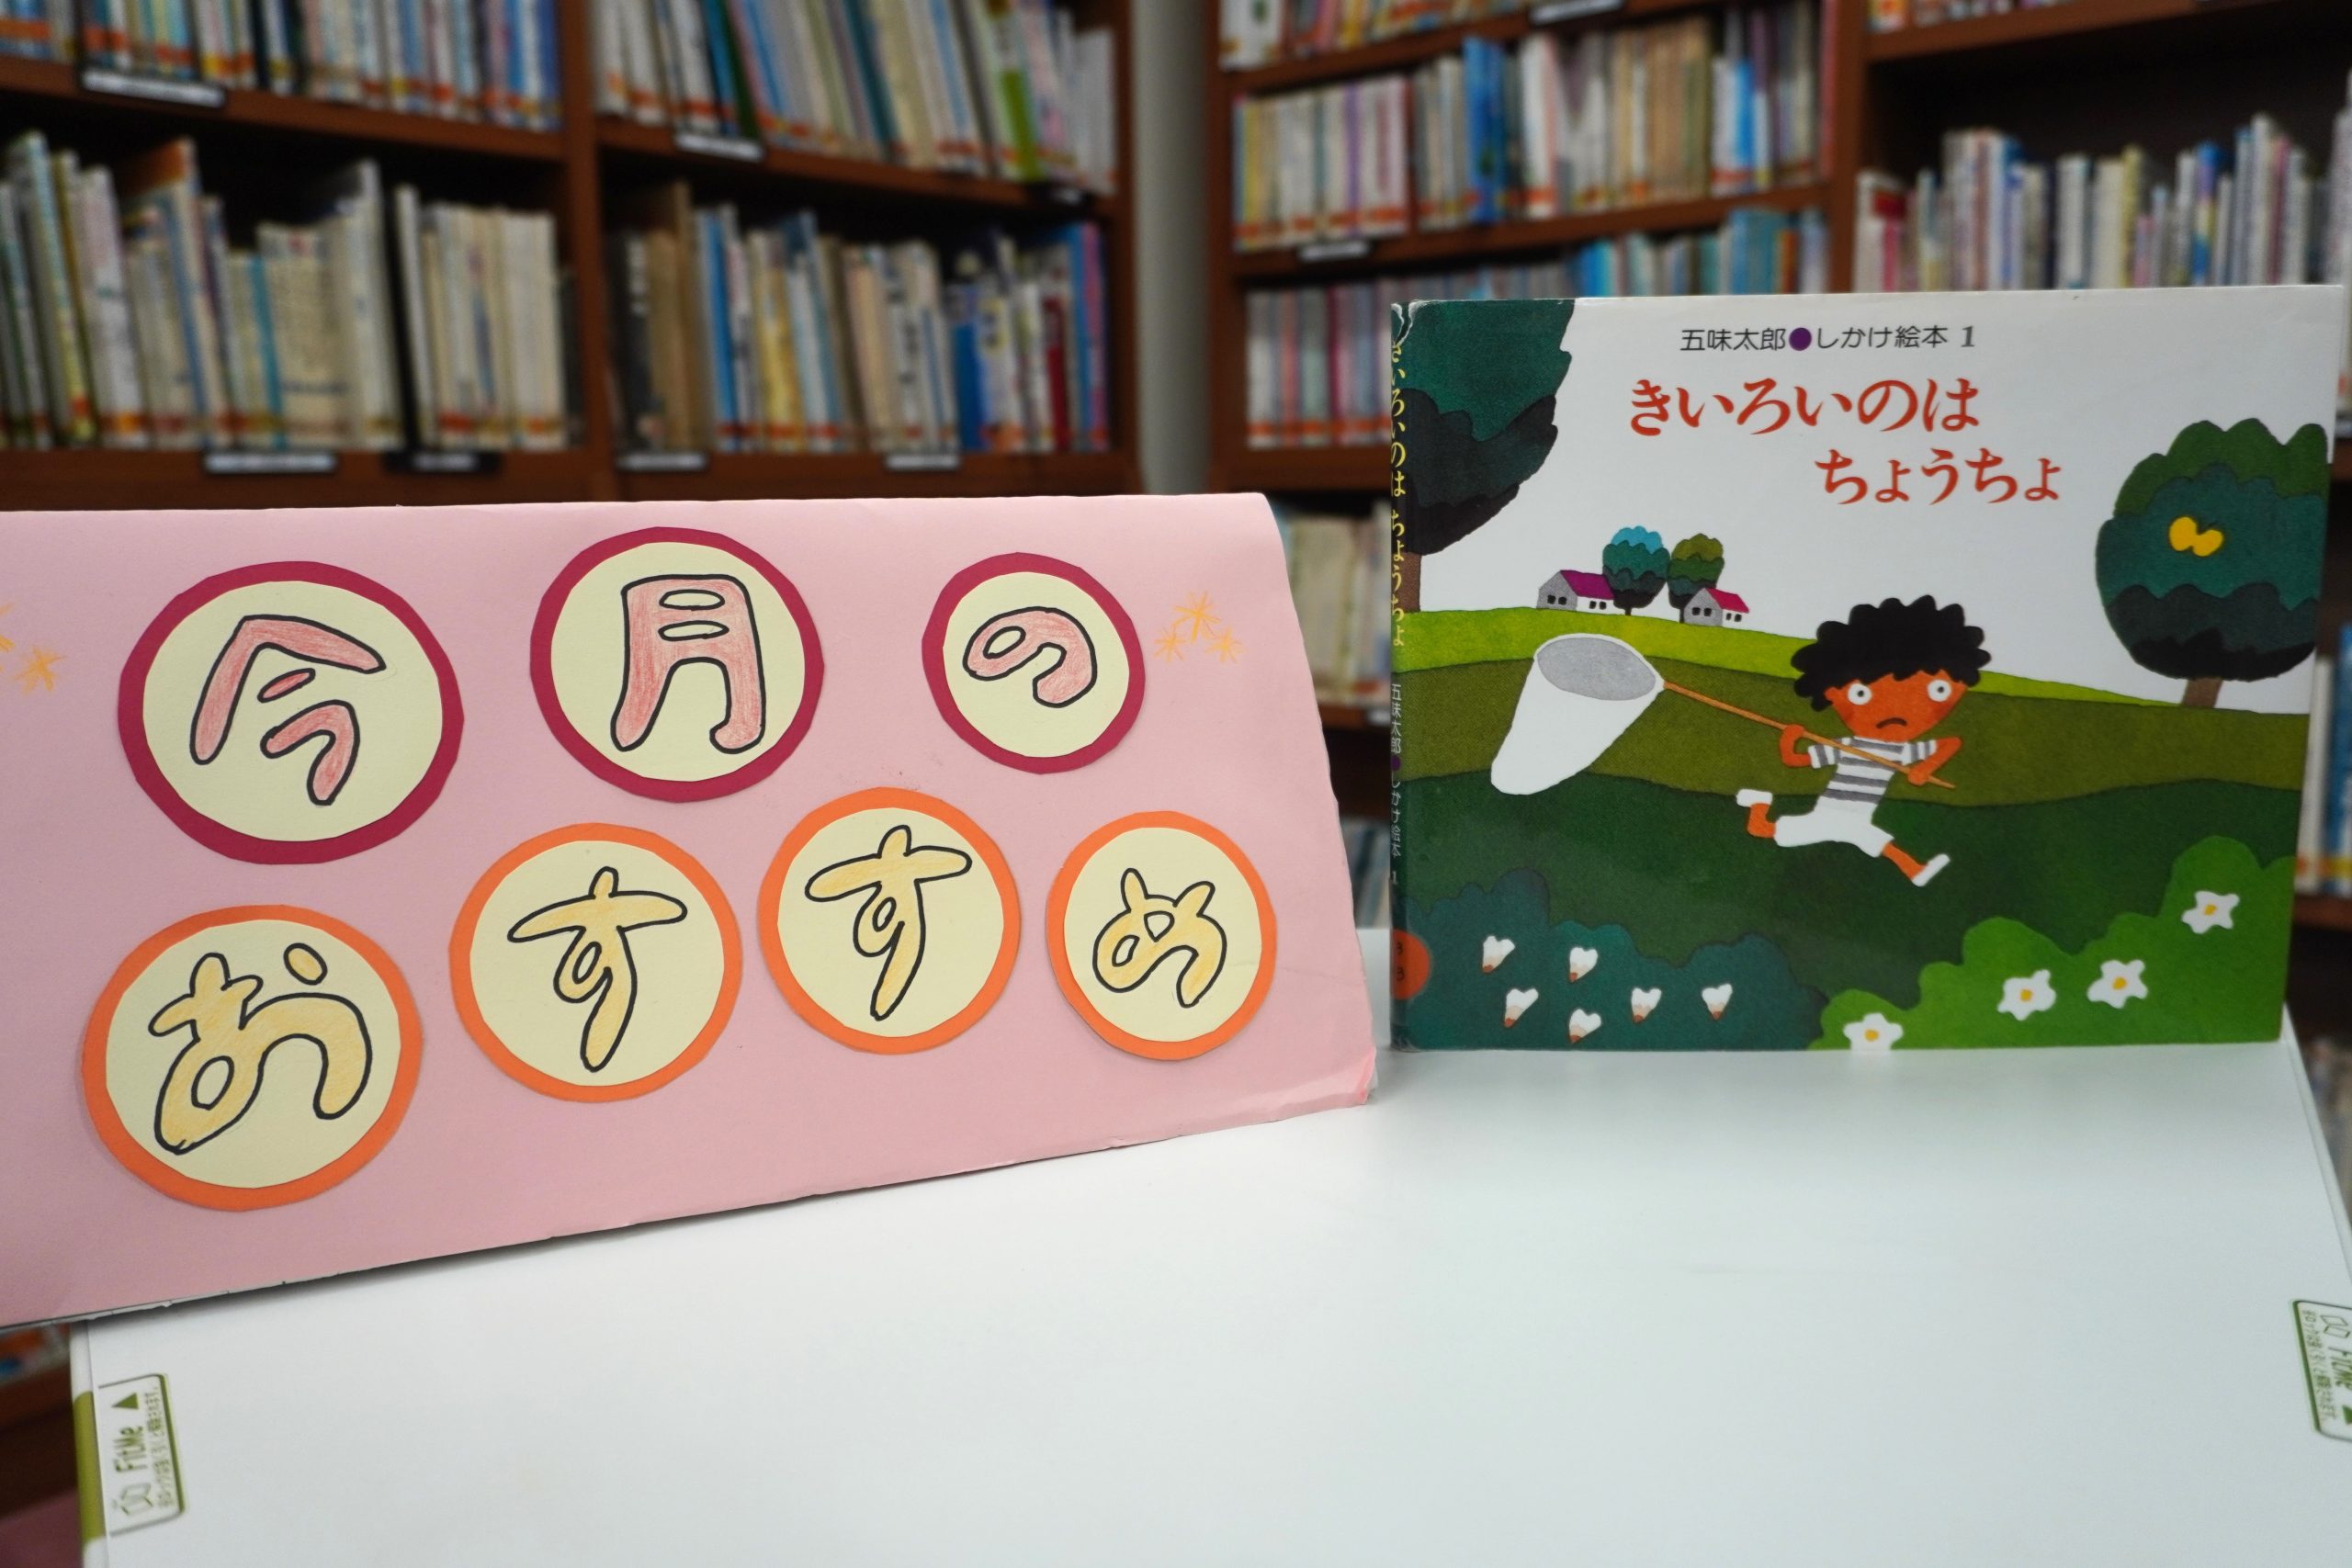 今月の
おすすめ
五味太郎●しかけ絵本 1
きいろいのは
ちょうちょ
きいろいのは ちょうちょ
五味太郎●しかけ絵本 1
FitMe